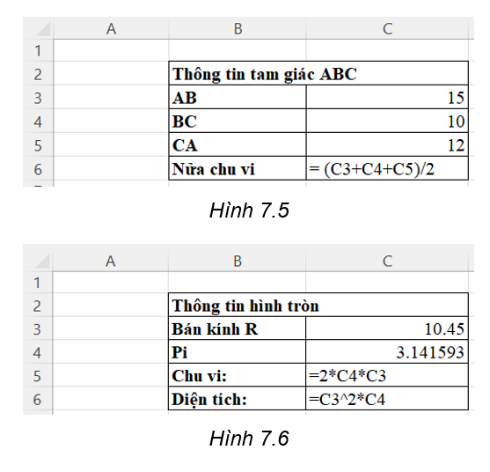 A B C
1
2 Thông tin tam giác ABC
3 AB 15
4 BC 10
5 CA 12
6 Nửa chu vi = (C3+C4+C5)/2
Hình 7.5
A B C
1
2 Thông tin hình tròn
3 Bán kính R 10.45
4 Pi 3.141593
5 Chu vi: =2*C4*C3
6 Diện tích: =C3^2*C4
Hình 7.6